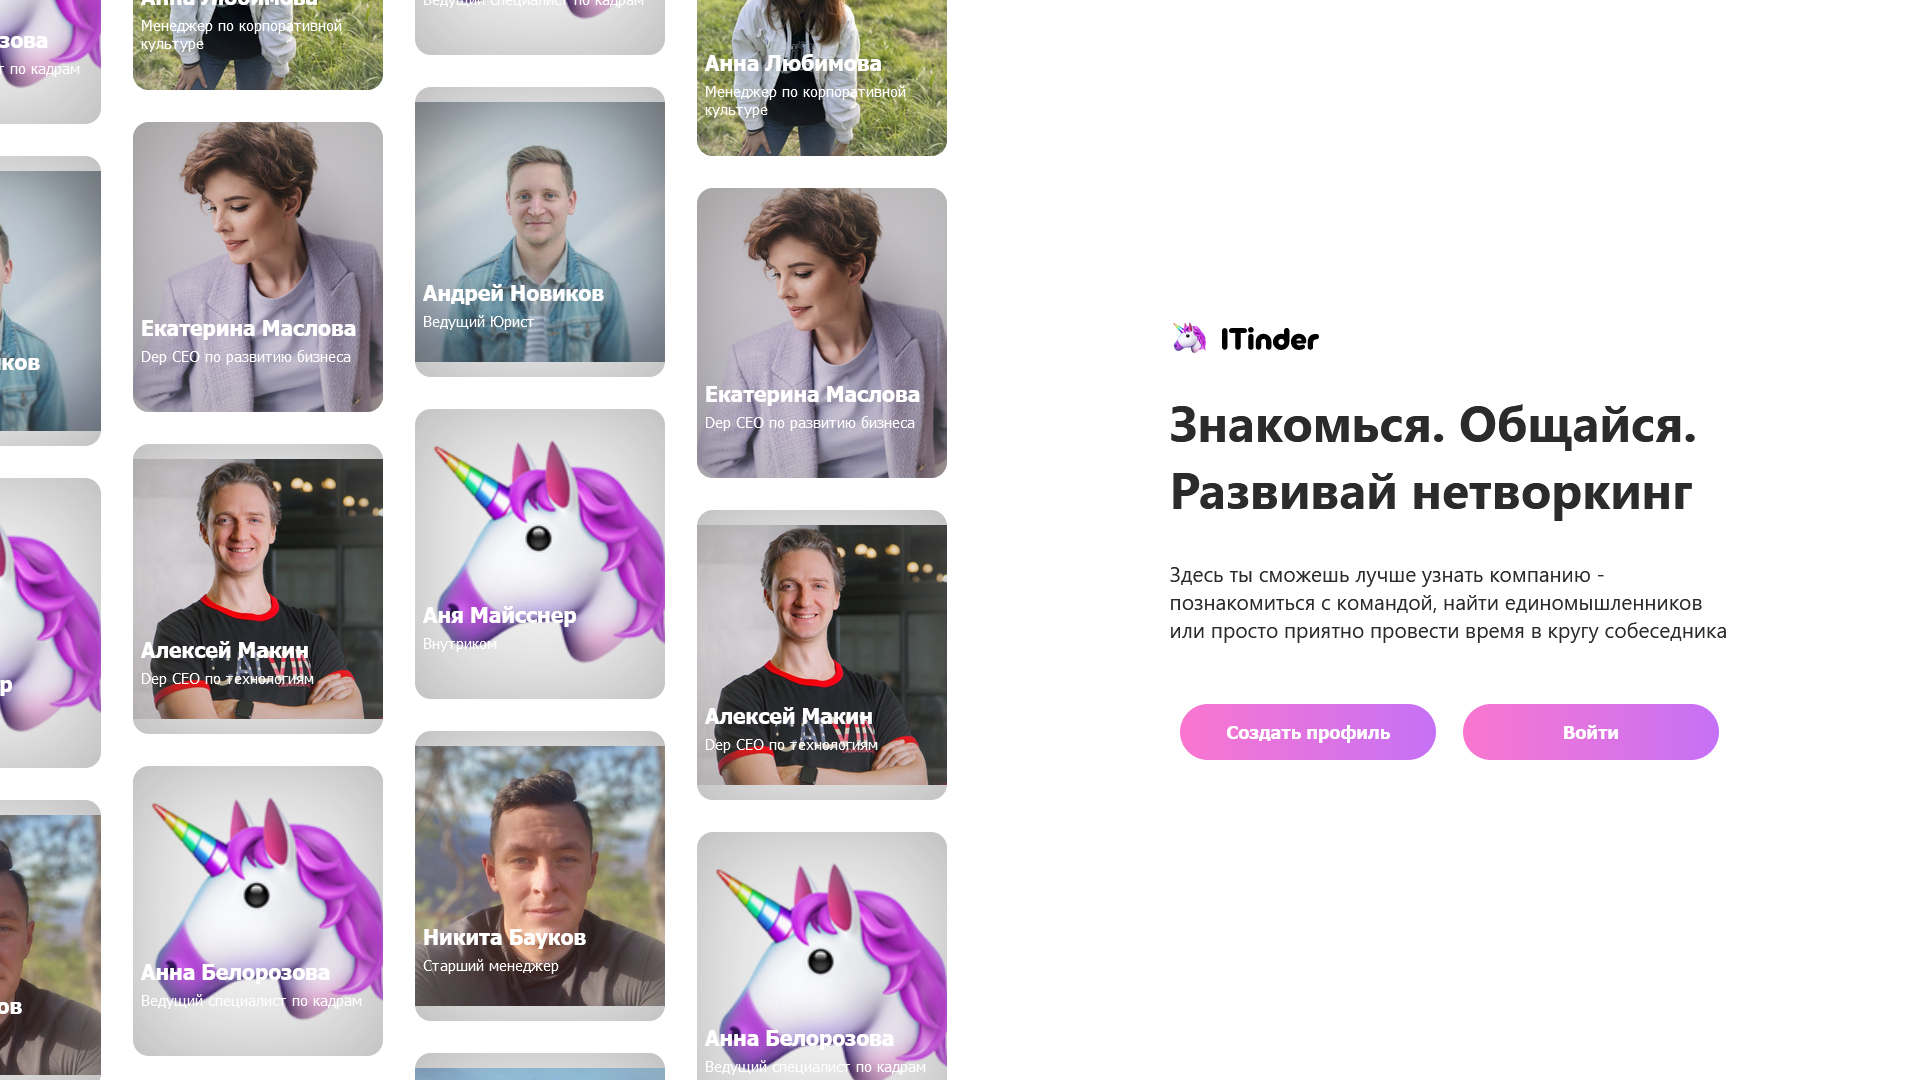 зова
т по кадрам
ков
р
ов
Анна Любимова
Менеджер по корпоративной
культуре
Екатерина Маслова
Dep CEO по развитию бизнеса
Алексей Макин
Dep CEO по технологиям
Анна Белорозова
Ведущий специалист по кадрам
Ведущий специалист по кадрам
Андрей Новиков
Ведущий Юрист
Аня Майсснер
Внутриком
Никита Бауков
Старший менеджер
Анна Любимова
Менеджер по корпоративной
культуре
Екатерина Маслова
Dep CEO по развитию бизнеса
Алексей Макин
Dep CEO по технологиям
Анна Белорозова
Ведущий специалист по кадрам
ITinder
Знакомься. Общайся.
Развивай нетворкинг
Здесь ты сможешь лучше узнать компанию -
познакомиться с командой, найти единомышленников
или просто приятно провести время в кругу собеседника
Создать профиль
Войти